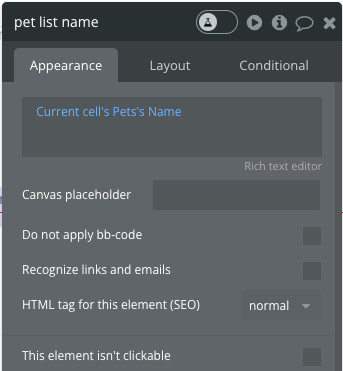 pet list name
Appearance
Layout
Conditional
Current cell's Pets's Name
Rich text editor
Canvas placeholder
Do not apply bb-code
Recognize links and emails
HTML tag for this element (SEO)
normal
This element isn't clickable